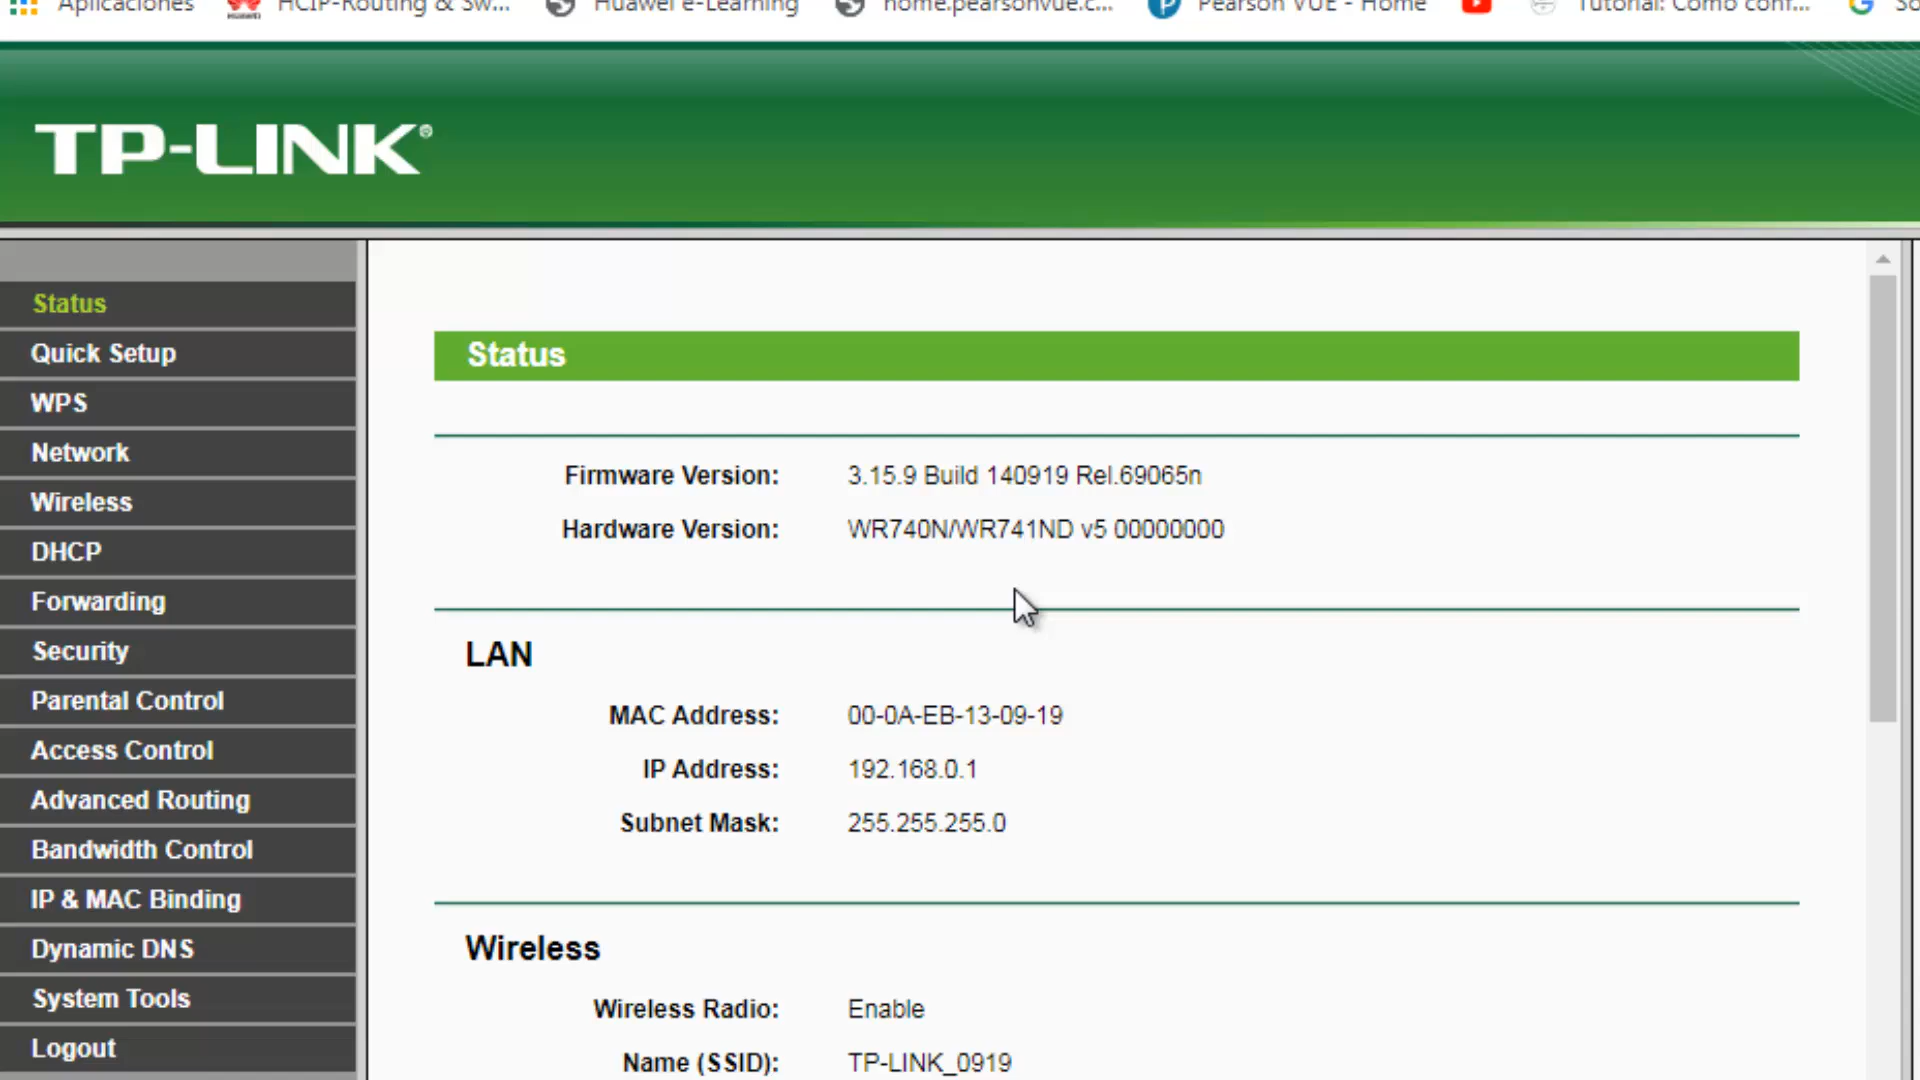 Aplicaciones HCIP-Routing & Sw... Huawei e-Learning home.pearsonvue.c... Pearson VUE - Home Tutorial: Como conf... So
TP-LINK®
Status
Quick Setup
WPS
Network
Wireless
DHCP
Forwarding
Security
Parental Control
Access Control
Advanced Routing
Bandwidth Control
IP & MAC Binding
Dynamic DNS
System Tools
Logout
Status
Firmware Version: 3.15.9 Build 140919 Rel.69065n
Hardware Version: WR740N/WR741ND v5 00000000
LAN
MAC Address: 00-0A-EB-13-09-19
IP Address: 192.168.0.1
Subnet Mask: 255.255.255.0
Wireless
Wireless Radio: Enable
Name (SSID): TP-LINK_0919